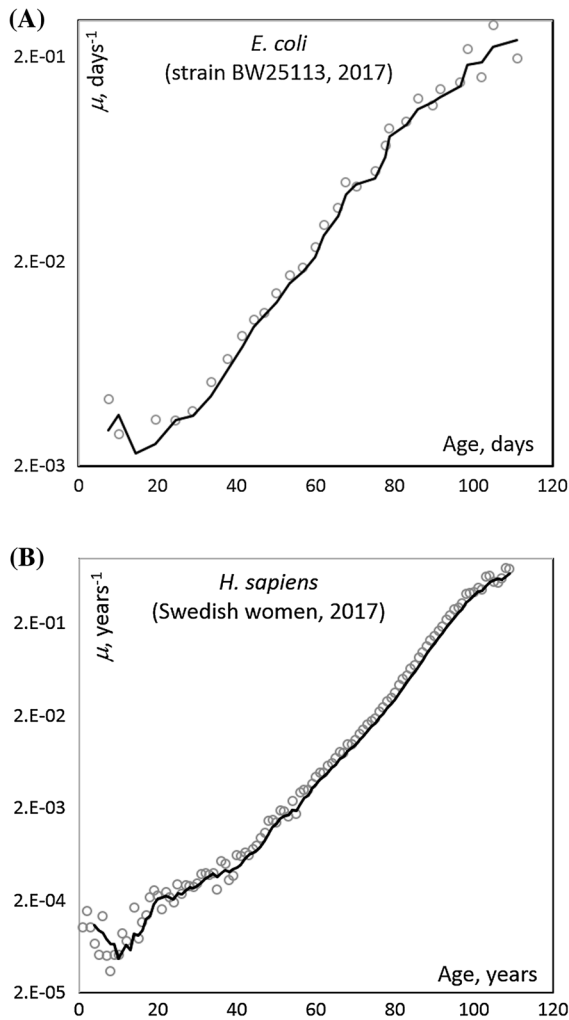 (A)
E. coli
(strain BW25113, 2017)
μ, days-1
2.E-01
2.E-02
2.E-03
Age, days
0 20 40 60 80 100 120
(B)
H. sapiens
(Swedish women, 2017)
μ, years-1
2.E-01
2.E-02
2.E-03
2.E-04
2.E-05
Age, years
0 20 40 60 80 100 120